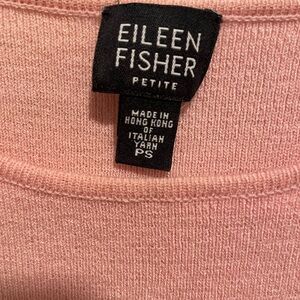 EILEEN
FISHER
PETITE
MADE IN
HONG KONG
OF
ITALIAN
YARN
PS